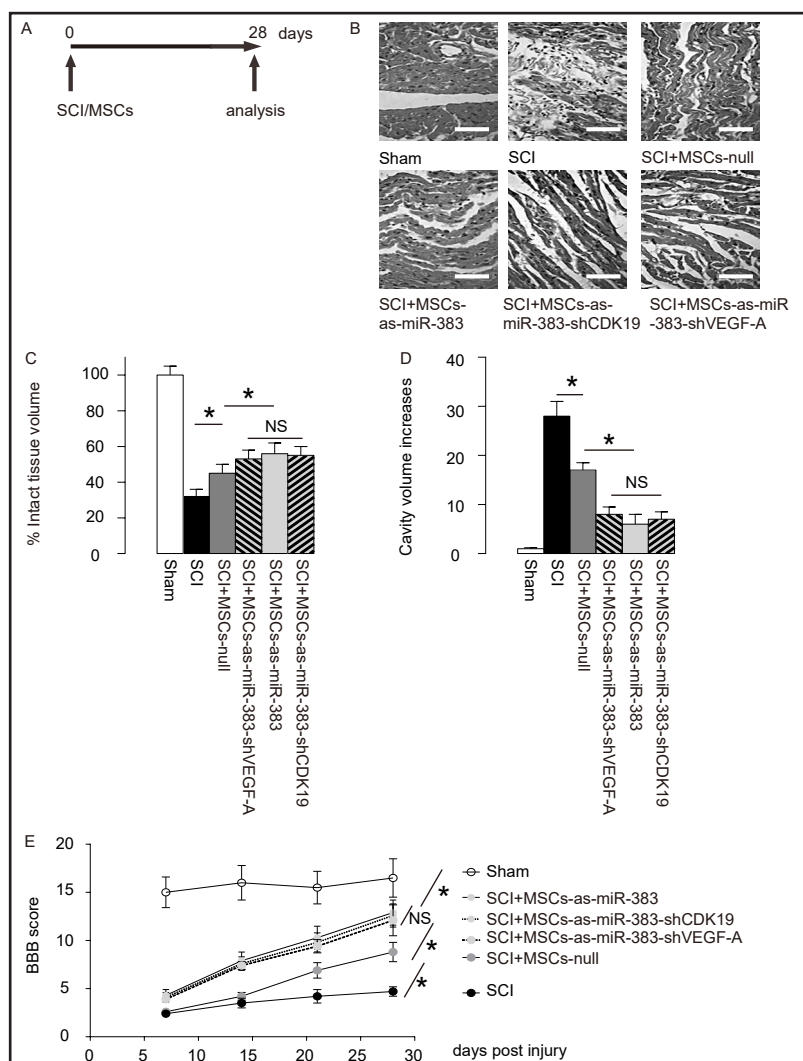 A
0 28 days
SCI/MSCs analysis
B
Sham SCI SCI+MSCs-null
SCI+MSCs-
as-miR-383
SCI+MSCs-as-
miR-383-shCDK19
SCI+MSCs-as-miR
-383-shVEGF-A
C
% Intact tissue volume
100
80
60
40
20
0
*
*
NS
Sham
SCI
SCI+MSCs-null
SCI+MSCs-as-miR-383-shVEGF-A
SCI+MSCs-as-miR-383
SCI+MSCs-as-miR-383-shCDK19
D
Cavity volume increases
40
30
20
10
0
*
*
NS
Sham
SCI
SCI+MSCs-null
SCI+MSCs-as-miR-383-shVEGF-A
SCI+MSCs-as-miR-383
SCI+MSCs-as-miR-383-shCDK19
E
BBB score
20
15
10
5
0
0 5 10 15 20 25 30
days post injury
*
NS
*
*
Sham
SCI+MSCs-as-miR-383
SCI+MSCs-as-miR-383-shCDK19
SCI+MSCs-as-miR-383-shVEGF-A
SCI+MSCs-null
SCI